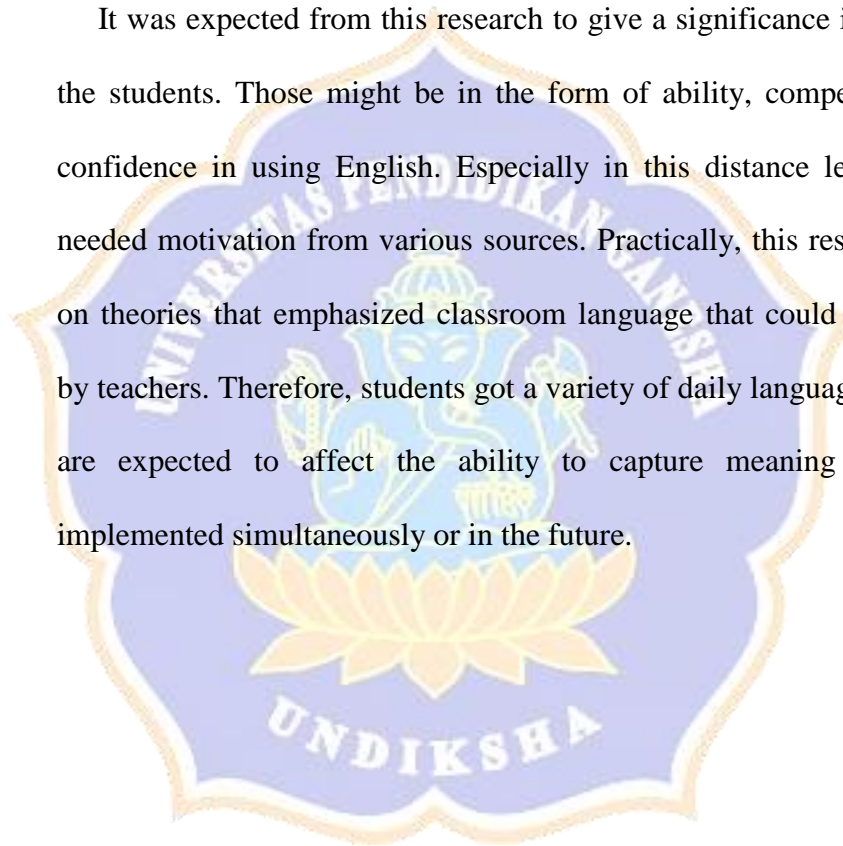 It was expected from this research to give a significance i
the students. Those might be in the form of ability, compe
confidence in using English. Especially in this distance le
needed motivation from various sources. Practically, this res
on theories that emphasized classroom language that could
by teachers. Therefore, students got a variety of daily languag
are expected to affect the ability to capture meaning
implemented simultaneously or in the future.
UNIVERSITAS PENDIDIKAN GANESHA
UNDIKSHA